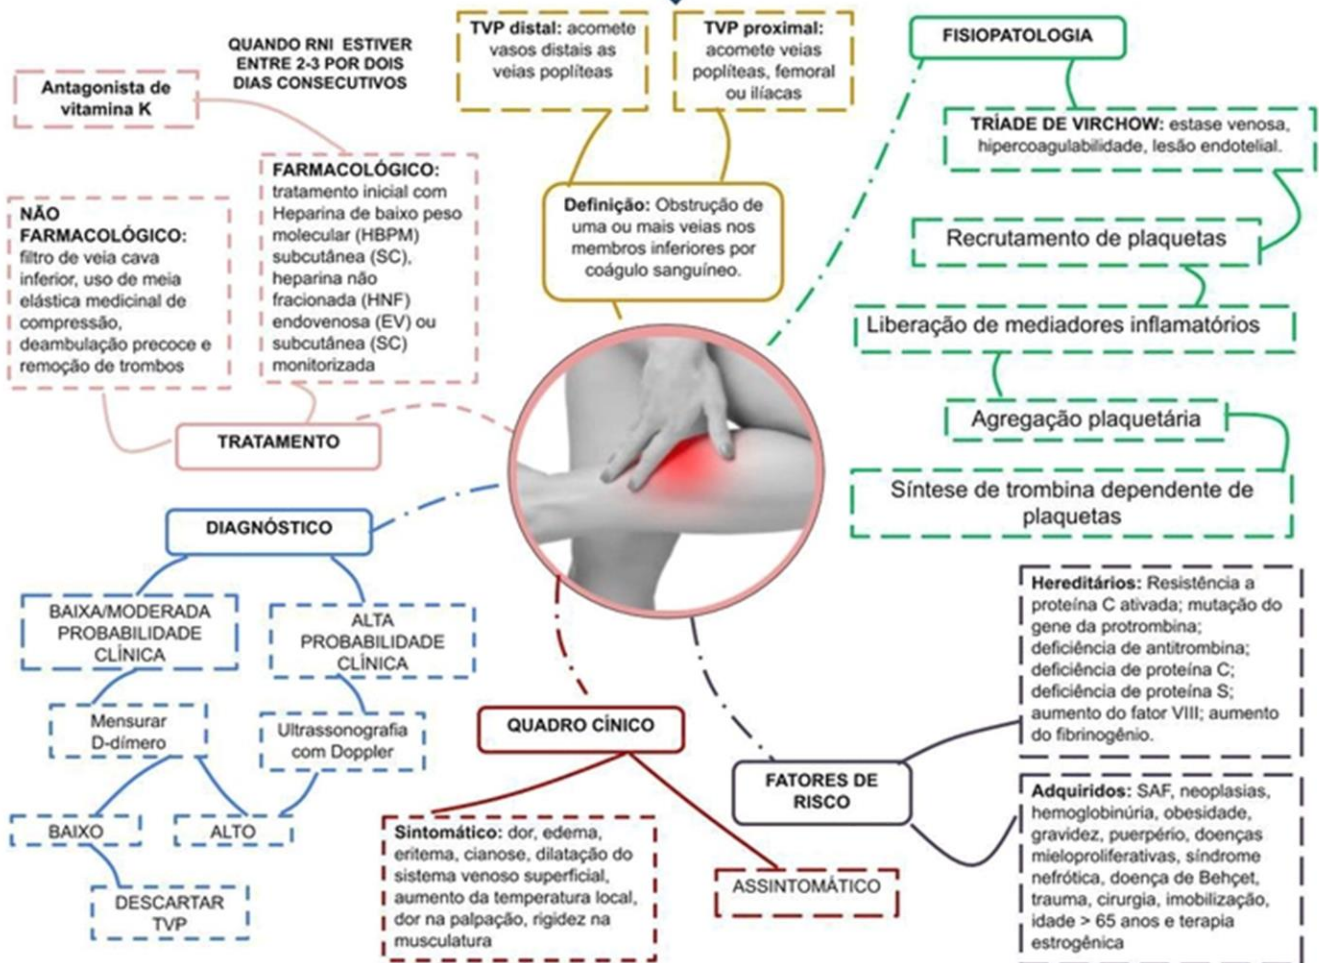 QUANDO RNI ESTIVER
ENTRE 2-3 POR DOIS
DIAS CONSECUTIVOS
Antagonista de
vitamina K
FARMACOLÓGICO:
tratamento inicial com
Heparina de baixo peso
molecular (HBPM)
subcutânea (SC),
heparina não
fracionada (HNF)
endovenosa (EV) ou
subcutânea (SC)
monitorizada
NÃO
FARMACOLÓGICO:
filtro de veia cava
inferior, uso de meia
elástica medicinal de
compressão,
deambulação precoce e
remoção de trombos
TRATAMENTO
TVP distal: acomete
vasos distais as
veias poplíteas
TVP proximal:
acomete veias
poplíteas, femoral
ou ilíacas
Definição: Obstrução de
uma ou mais veias nos
membros inferiores por
coágulo sanguíneo.
FISIOPATOLOGIA
TRÍADE DE VIRCHOW: estase venosa,
hipercoagulabilidade, lesão endotelial.
Recrutamento de plaquetas
Liberação de mediadores inflamatórios
Agregação plaquetária
Síntese de trombina dependente de
plaquetas
DIAGNÓSTICO
BAIXA/MODERADA
PROBABILIDADE
CLÍNICA
ALTA
PROBABILIDADE
CLÍNICA
Mensurar
D-dímero
Ultrassonografia
com Doppler
BAIXO
ALTO
DESCARTAR
TVP
QUADRO CÍNICO
Sintomático: dor, edema,
eritema, cianose, dilatação do
sistema venoso superficial,
aumento da temperatura local,
dor na palpação, rigidez na
musculatura
ASSINTOMÁTICO
FATORES DE
RISCO
Hereditários: Resistência a
proteína C ativada; mutação do
gene da protrombina;
deficiência de antitrombina;
deficiência de proteína C;
deficiência de proteína S;
aumento do fator VIII; aumento
do fibrinogênio.
Adquiridos: SAF, neoplasias,
hemoglobinúria, obesidade,
gravidez, puerpério, doenças
mieloproliferativas, síndrome
nefrótica, doença de Behçet,
trauma, cirurgia, imobilização,
idade > 65 anos e terapia
estrogênica